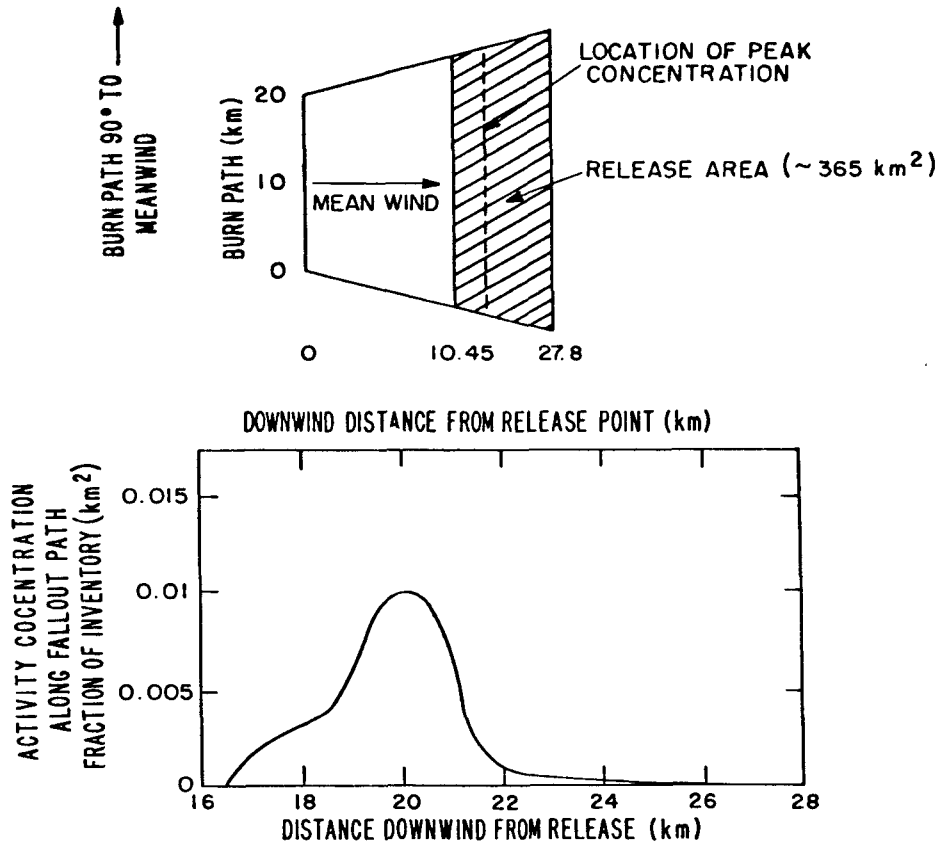 BURN PATH 90° TO
MEANWIND
BURN PATH (km)
20
10
0
MEAN WIND
LOCATION OF PEAK
CONCENTRATION
RELEASE AREA (~365 km²)
0
10.45
27.8
DOWNWIND DISTANCE FROM RELEASE POINT (km)
ACTIVITY COCENTRATION
ALONG FALLOUT PATH
FRACTION OF INVENTORY (km²)
0.015
0.01
0.005
0
16
18
20
22
24
26
28
DISTANCE DOWNWIND FROM RELEASE (km)